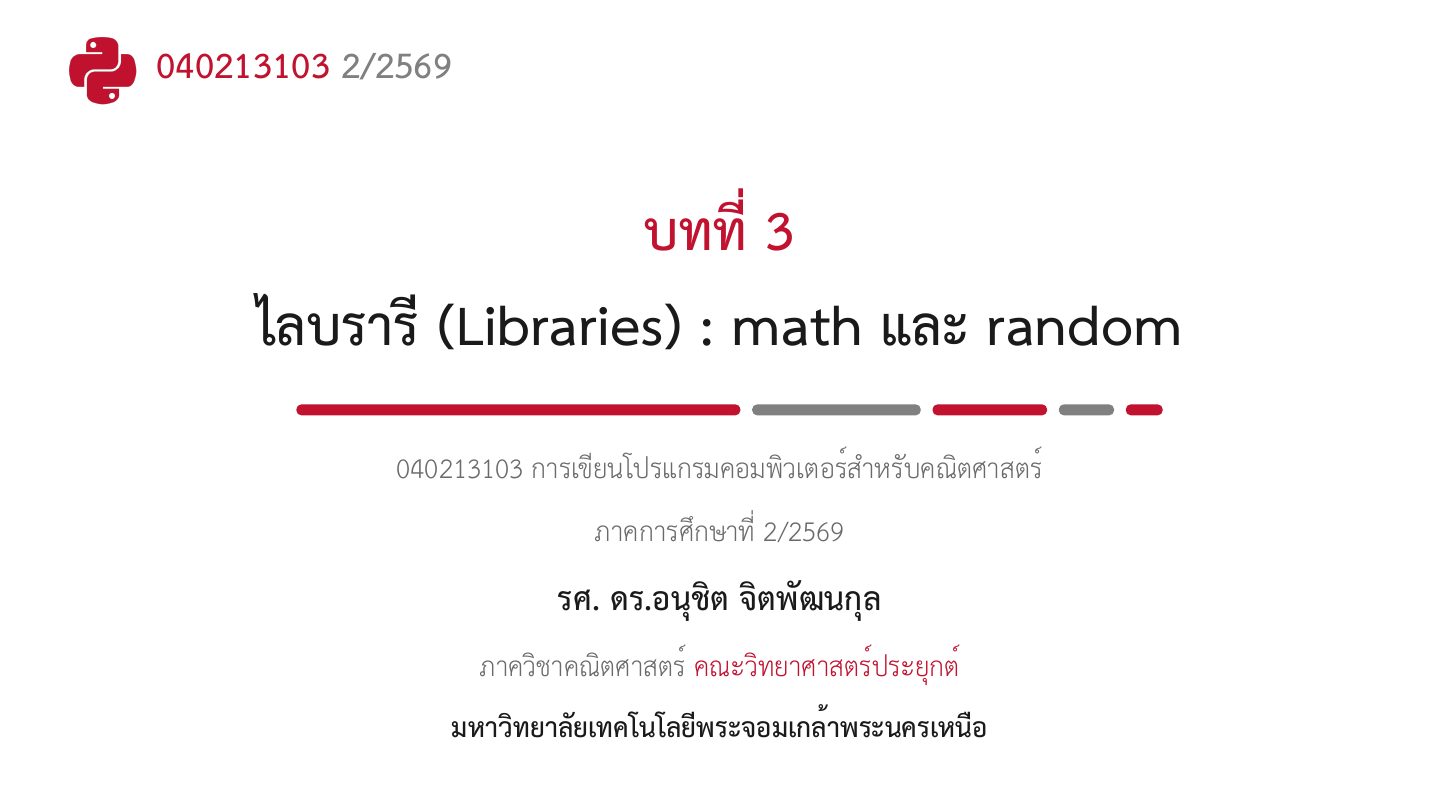 040213103 2/2569
บทที่ 3
ไลบรารี (Libraries) : math และ random
040213103 การเขียนโปรแกรมคอมพิวเตอร์สำหรับคณิตศาสตร์
ภาคการศึกษาที่ 2/2569
รศ. ดร.อนุชิต จิตพัฒนกุล
ภาควิชาคณิตศาสตร์ คณะวิทยาศาสตร์ประยุกต์
มหาวิทยาลัยเทคโนโลยีพระจอมเกล้าพระนครเหนือ